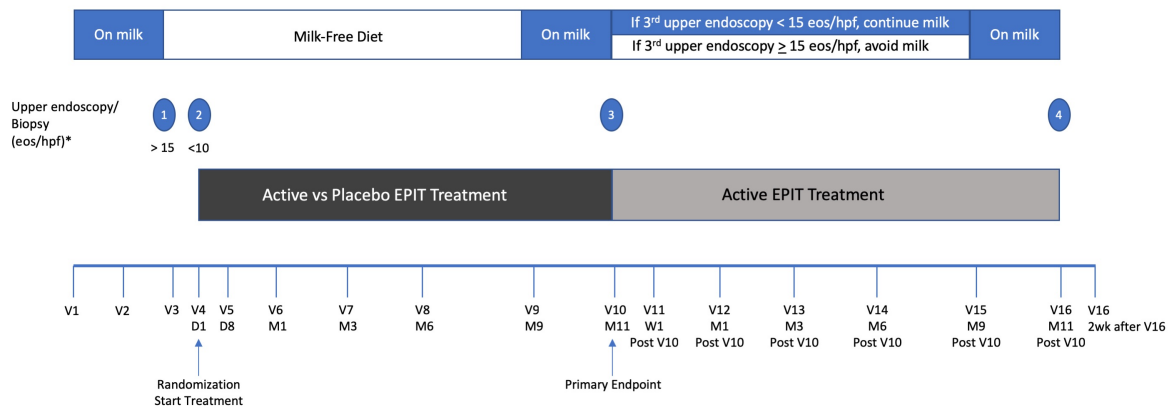 On milk
Milk-Free Diet
On milk
If 3rd upper endoscopy < 15 eos/hpf, continue milk
If 3rd upper endoscopy ≥ 15 eos/hpf, avoid milk
On milk
Upper endoscopy/
Biopsy
(eos/hpf)*
1
2
3
4
> 15
<10
Active vs Placebo EPIT Treatment
Active EPIT Treatment
V1
V2
V3
V4
D1
V5
D8
V6
M1
V7
M3
V8
M6
V9
M9
V10
M11
V11
W1
Post V10
V12
M1
Post V10
V13
M3
Post V10
V14
M6
Post V10
V15
M9
Post V10
V16
M11
Post V10
V16
2wk after V16
Randomization
Start Treatment
Primary Endpoint